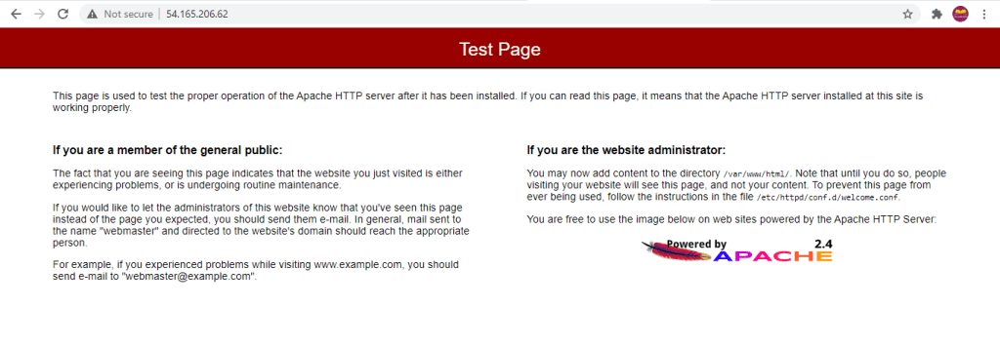 Not secure | 54.165.206.62
Test Page
This page is used to test the proper operation of the Apache HTTP server after it has been installed. If you can read this page, it means that the Apache HTTP server installed at this site is
working properly.
If you are a member of the general public:
The fact that you are seeing this page indicates that the website you just visited is either
experiencing problems, or is undergoing routine maintenance.
If you would like to let the administrators of this website know that you've seen this page
instead of the page you expected, you should send them e-mail. In general, mail sent to
the name "webmaster" and directed to the website's domain should reach the appropriate
person.
For example, if you experienced problems while visiting www.example.com, you should
send e-mail to "webmaster@example.com".
If you are the website administrator:
You may now add content to the directory /var/www/html/. Note that until you do so, people
visiting your website will see this page, and not your content. To prevent this page from
ever being used, follow the instructions in the file /etc/httpd/conf.d/welcome.conf.
You are free to use the image below on web sites powered by the Apache HTTP Server:
Powered by 2.4
APACHE